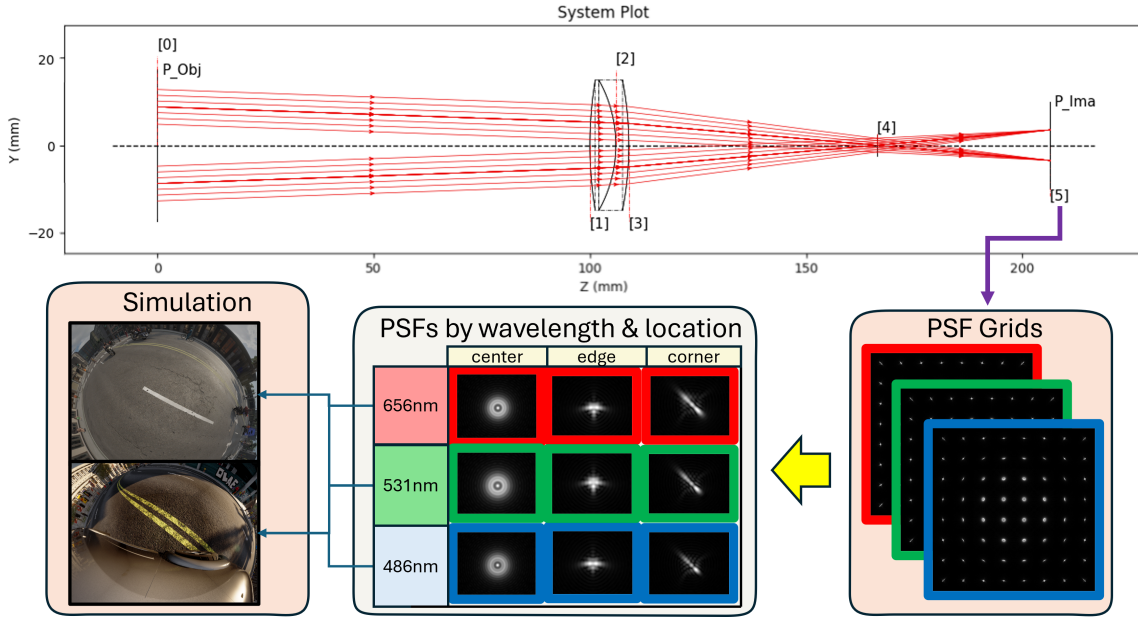 System Plot
[0]
[2]
20
P_Obj
P_Ima
[4]
Y (mm)
0
[1]
[3]
[5]
−20
0
50
100
150
200
Z (mm)
Simulation
PSFs by wavelength & location
center
edge
corner
656nm
531nm
486nm
PSF Grids